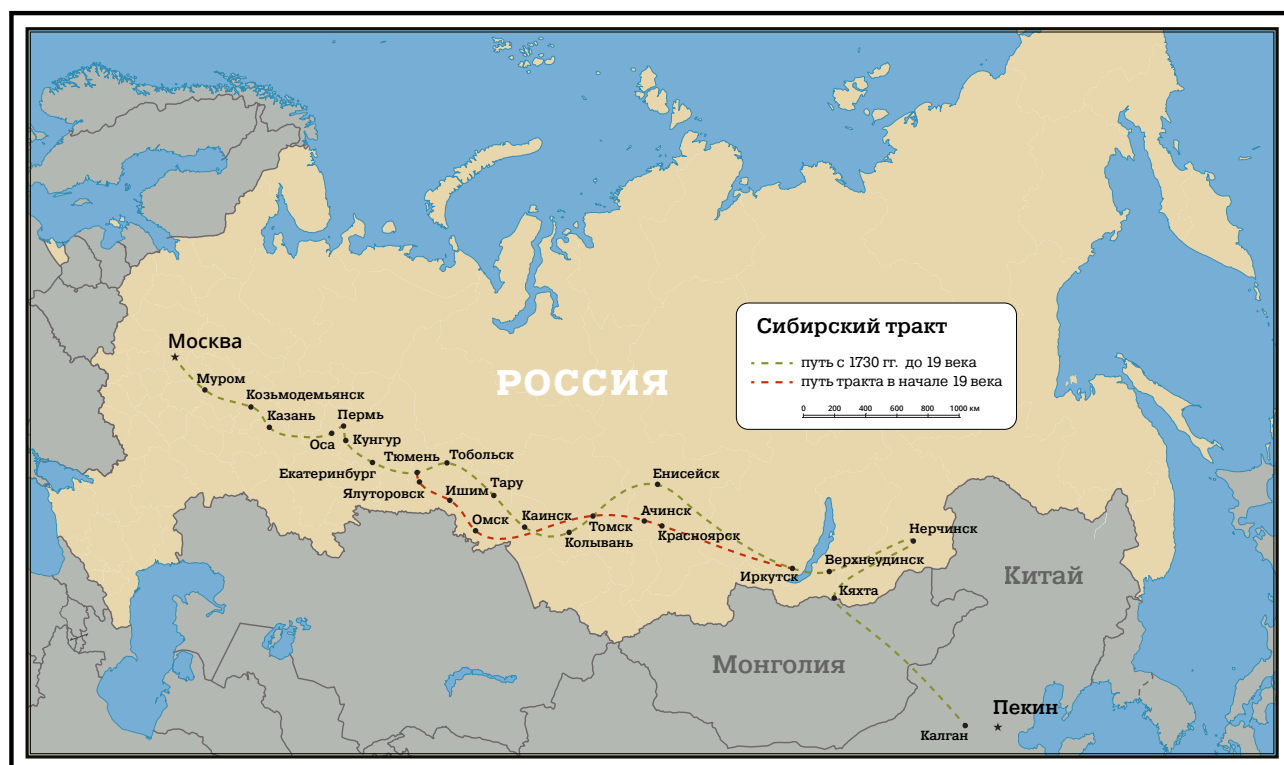 Сибирский тракт
путь с 1730 гг. до 19 века
путь тракта в начале 19 века
0 200 400 600 800 1000 км
РОССИЯ
Москва
Муром
Козьмодемьянск
Казань
Пермь
Оса
Кунгур
Екатеринбург
Тюмень
Тобольск
Ялуторовск
Ишим
Тару
Омск
Каинск
Колывань
Томск
Енисейск
Ачинск
Красноярск
Иркутск
Верхнеудинск
Нерчинск
Кяхта
Китай
Монголия
Пекин
Калган